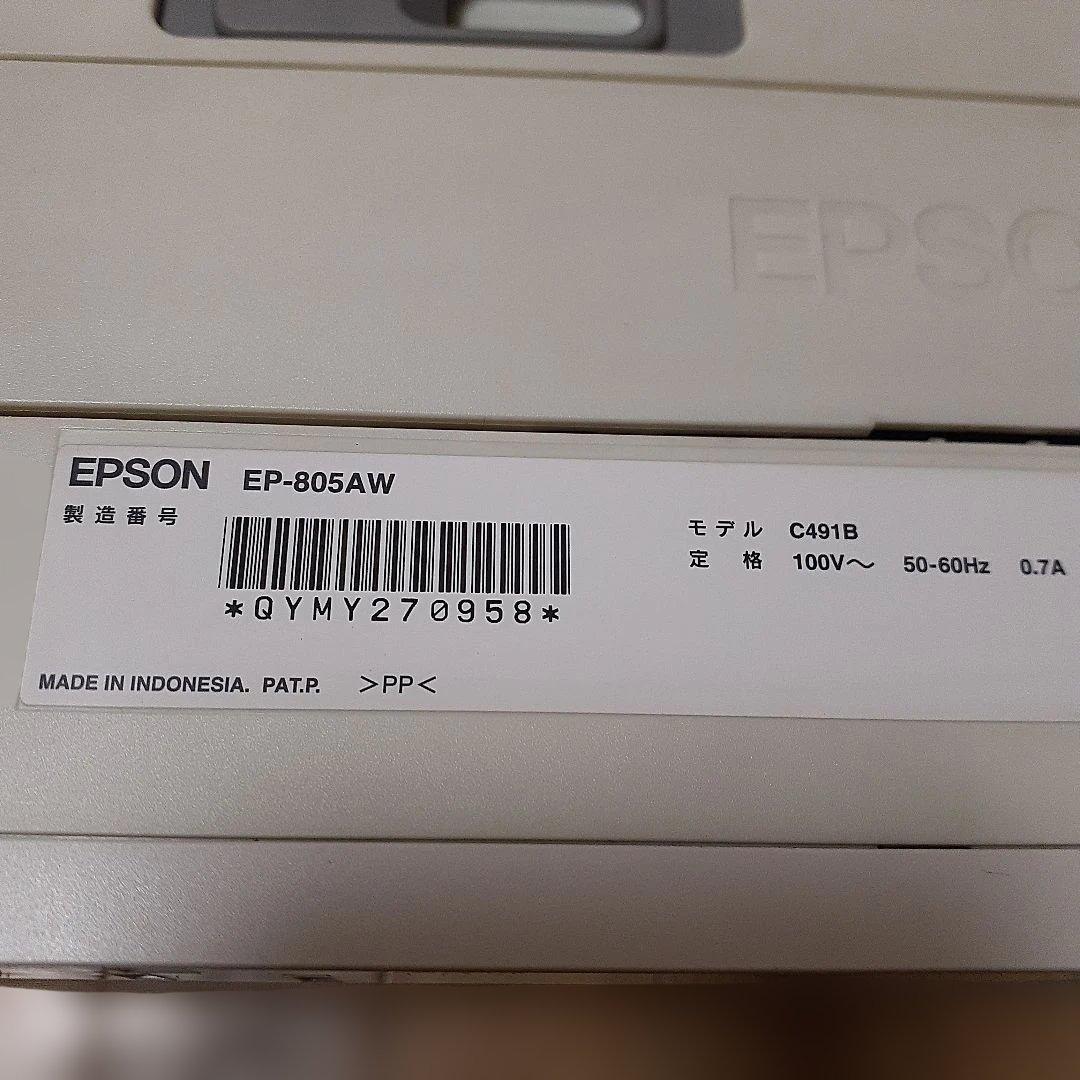 EPSO
EPSON EP-805AW
製造番号
*QYMY270958*
モデル C491B
定格 100V～ 50-60Hz 0.7A
MADE IN INDONESIA. PAT.P. >PP<